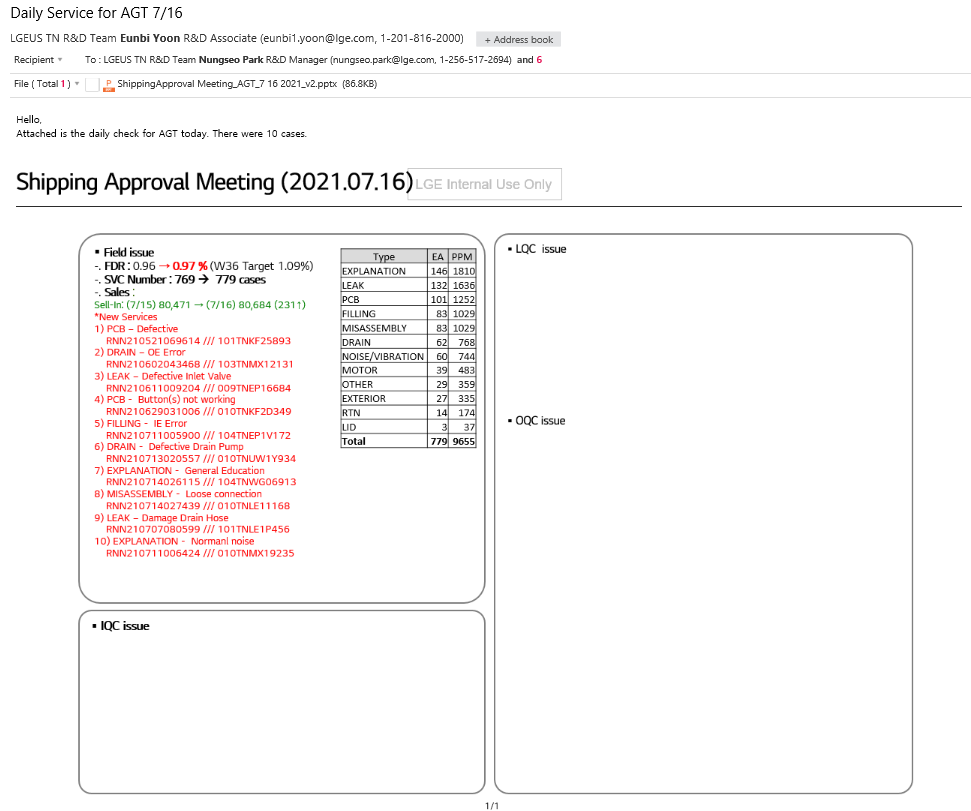 Daily Service for AGT 7/16
LGEUS TN R&D Team Eunbi Yoon R&D Associate (eunbi1.yoon@lge.com, 1-201-816-2000) + Address book
Recipient To : LGEUS TN R&D Team Nungseo Park R&D Manager (nungseo.park@lge.com, 1-256-517-2694) and 6
File ( Total 1 ) ShippingApproval Meeting_AGT_7 16 2021_v2.pptx (86.8KB)
Hello,
Attached is the daily check for AGT today. There were 10 cases.
Shipping Approval Meeting (2021.07.16)
LGE Internal Use Only
▪ Field issue
-. FDR : 0.96 → 0.97 % (W36 Target 1.09%)
-. SVC Number : 769 → 779 cases
-. Sales :
Sell-In: (7/15) 80,471 → (7/16) 80,684 (231↑)
*New Services
1) PCB – Defective
RNN210521069614 /// 101TNKF25893
2) DRAIN – OE Error
RNN210602043468 /// 103TNMX12131
3) LEAK – Defective Inlet Valve
RNN210611009204 /// 009TNEP16684
4) PCB - Button(s) not working
RNN210629031006 /// 010TNKF2D349
5) FILLING - IE Error
RNN210711005900 /// 104TNEP1V172
6) DRAIN - Defective Drain Pump
RNN210713020557 /// 010TNUW1Y934
7) EXPLANATION - General Education
RNN210714026115 /// 104TNWG06913
8) MISASSEMBLY - Loose connection
RNN210714027439 /// 010TNLE11168
9) LEAK – Damage Drain Hose
RNN210707080599 /// 101TNLE1P456
10) EXPLANATION - Normanl noise
RNN210711006424 /// 010TNMX19235
Type EA PPM
EXPLANATION 146 1810
LEAK 132 1636
PCB 101 1252
FILLING 83 1029
MISASSEMBLY 83 1029
DRAIN 62 768
NOISE/VIBRATION 60 744
MOTOR 39 483
OTHER 29 359
EXTERIOR 27 335
RTN 14 174
LID 3 37
Total 779 9655
▪ LQC issue
▪ OQC issue
▪ IQC issue
1/1